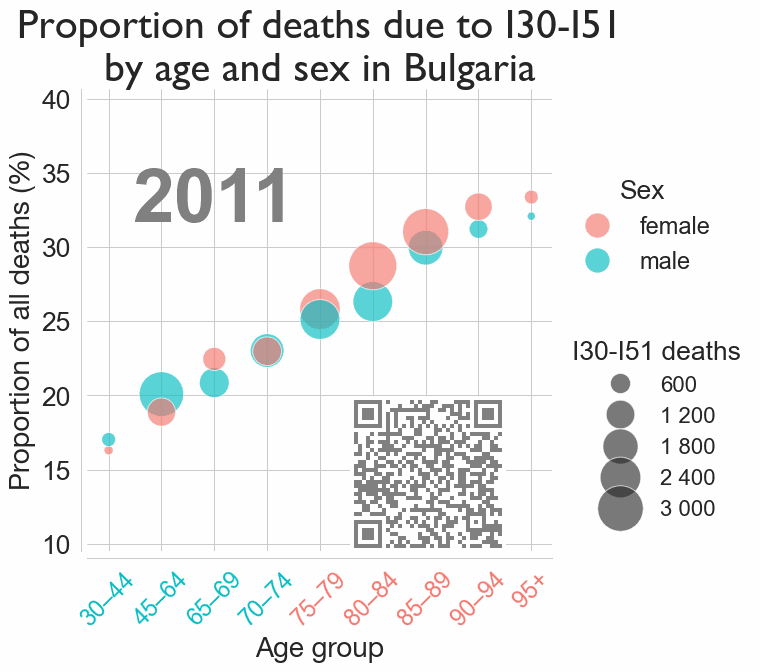 Proportion of deaths due to I30-I51
by age and sex in Bulgaria
Proportion of all deaths (%)
40
35
30
25
20
15
10
2011
30–44
45–64
65–69
70–74
75–79
80–84
85–89
90–94
95+
Age group
Sex
female
male
I30-I51 deaths
600
1 200
1 800
2 400
3 000